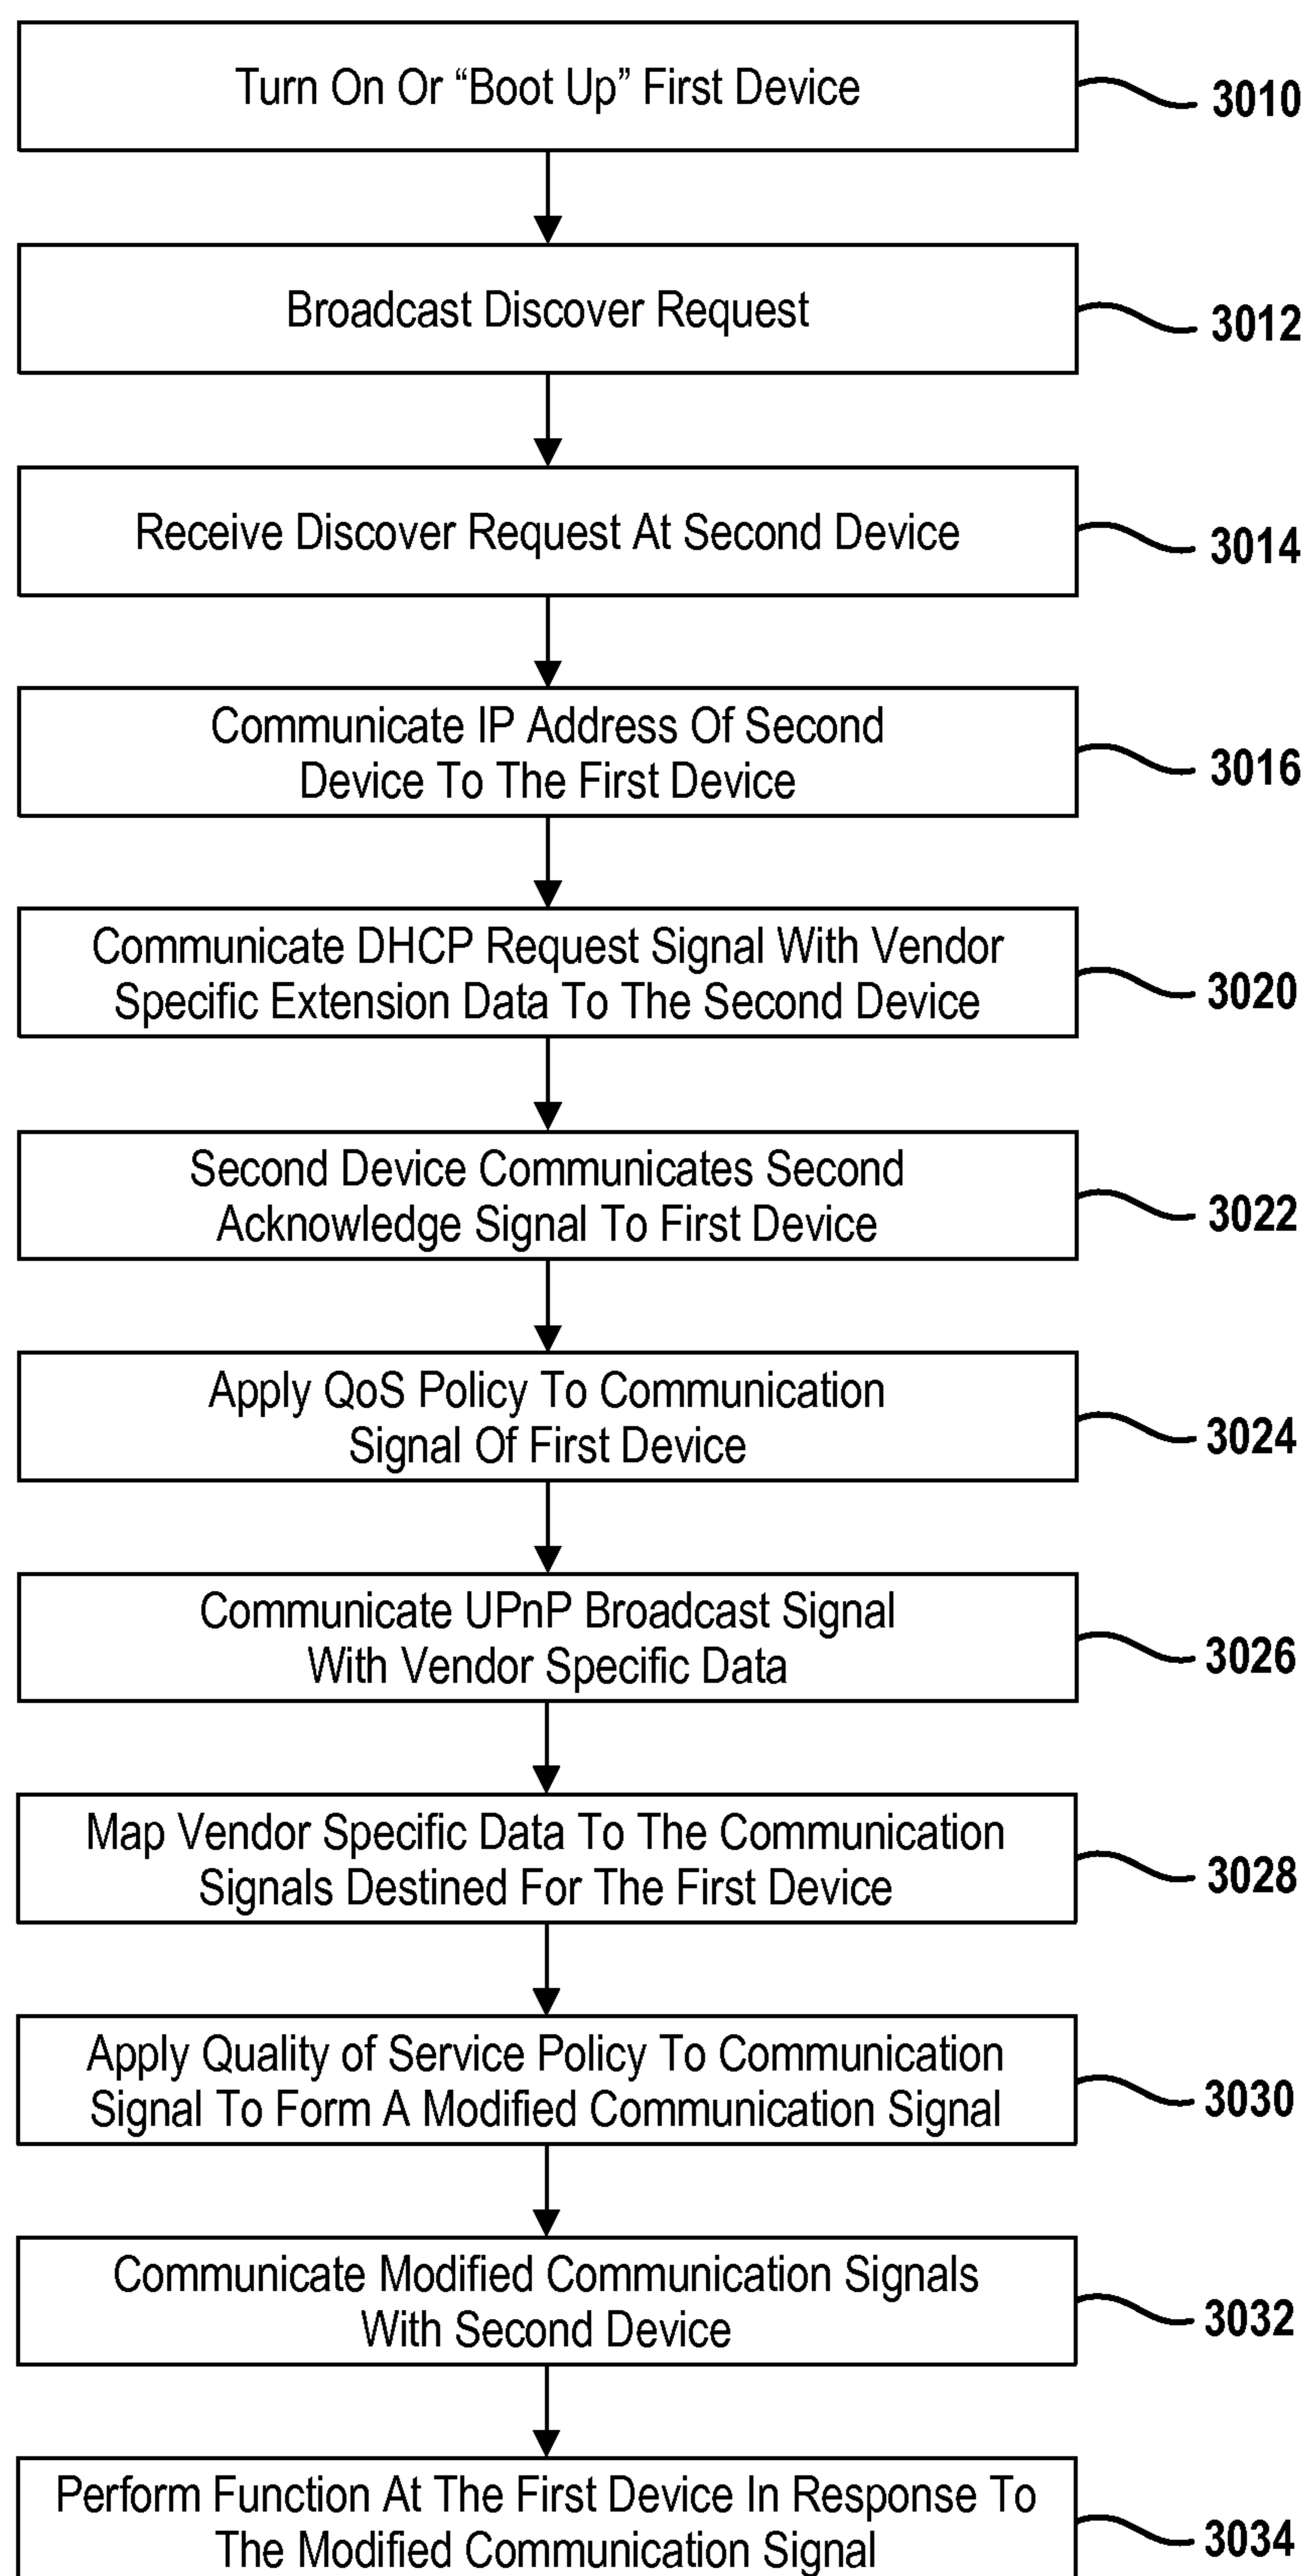 Turn On Or “Boot Up” First Device
3010
Broadcast Discover Request
3012
Receive Discover Request At Second Device
3014
Communicate IP Address Of Second
Device To The First Device
3016
Communicate DHCP Request Signal With Vendor
Specific Extension Data To The Second Device
3020
Second Device Communicates Second
Acknowledge Signal To First Device
3022
Apply QoS Policy To Communication
Signal Of First Device
3024
Communicate UPnP Broadcast Signal
With Vendor Specific Data
3026
Map Vendor Specific Data To The Communication
Signals Destined For The First Device
3028
Apply Quality of Service Policy To Communication
Signal To Form A Modified Communication Signal
3030
Communicate Modified Communication Signals
With Second Device
3032
Perform Function At The First Device In Response To
The Modified Communication Signal
3034